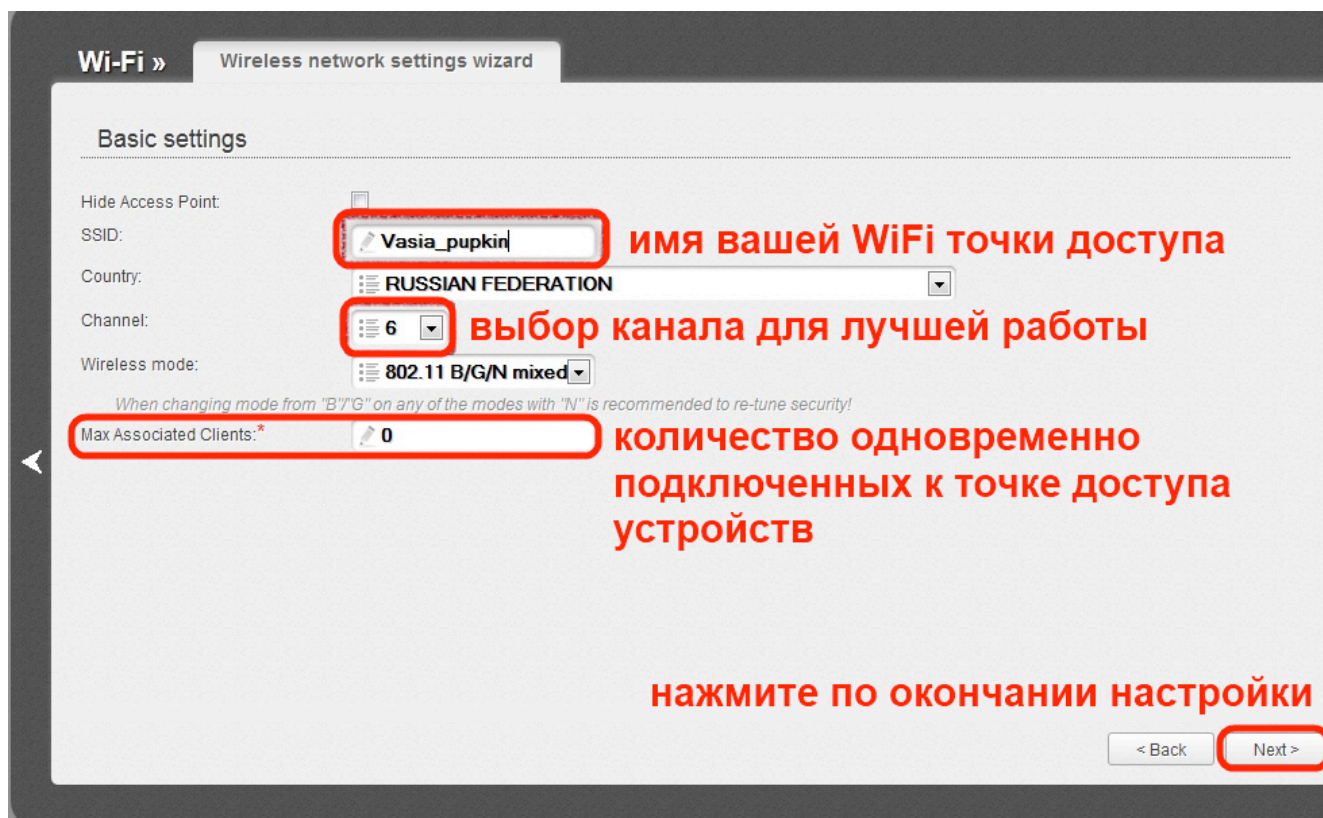 Wi-Fi »
Wireless network settings wizard
Basic settings
Hide Access Point:
SSID:
Vasia_pupkin
имя вашей WiFi точки доступа
Country:
RUSSIAN FEDERATION
Channel:
6
выбор канала для лучшей работы
Wireless mode:
802.11 B/G/N mixed
When changing mode from "B"/"G" on any of the modes with "N" is recommended to re-tune security!
Max Associated Clients:*
0
количество одновременно
подключенных к точке доступа
устройств
нажмите по окончании настройки
< Back
Next >